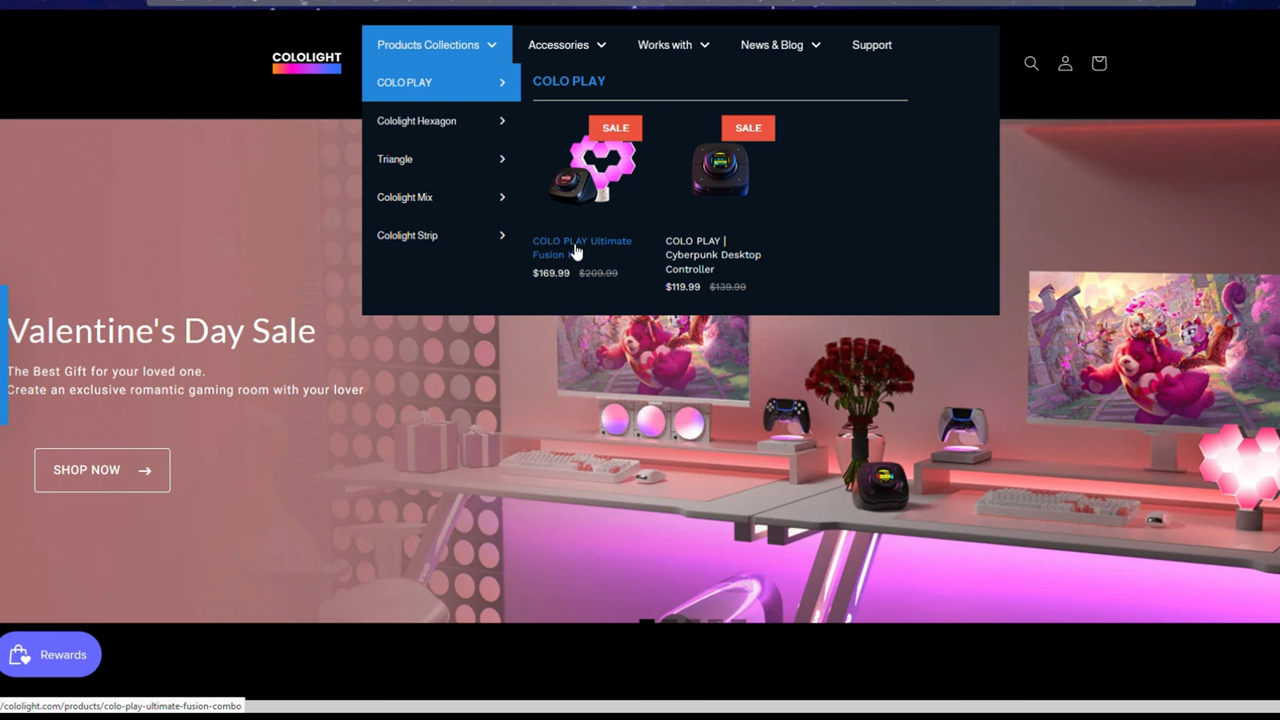 COLOLIGHT
Products Collections
Accessories
Works with
News & Blog
Support
COLO PLAY
Cololight Hexagon
Triangle
Cololight Mix
Cololight Strip
COLO PLAY
SALE
COLO PLAY Ultimate
Fusion
$169.99 $209.99
SALE
COLO PLAY |
Cyberpunk Desktop
Controller
$119.99 $139.99
Valentine's Day Sale
The Best Gift for your loved one.
Create an exclusive romantic gaming room with your lover
SHOP NOW
Rewards
/cololight.com/products/colo-play-ultimate-fusion-combo